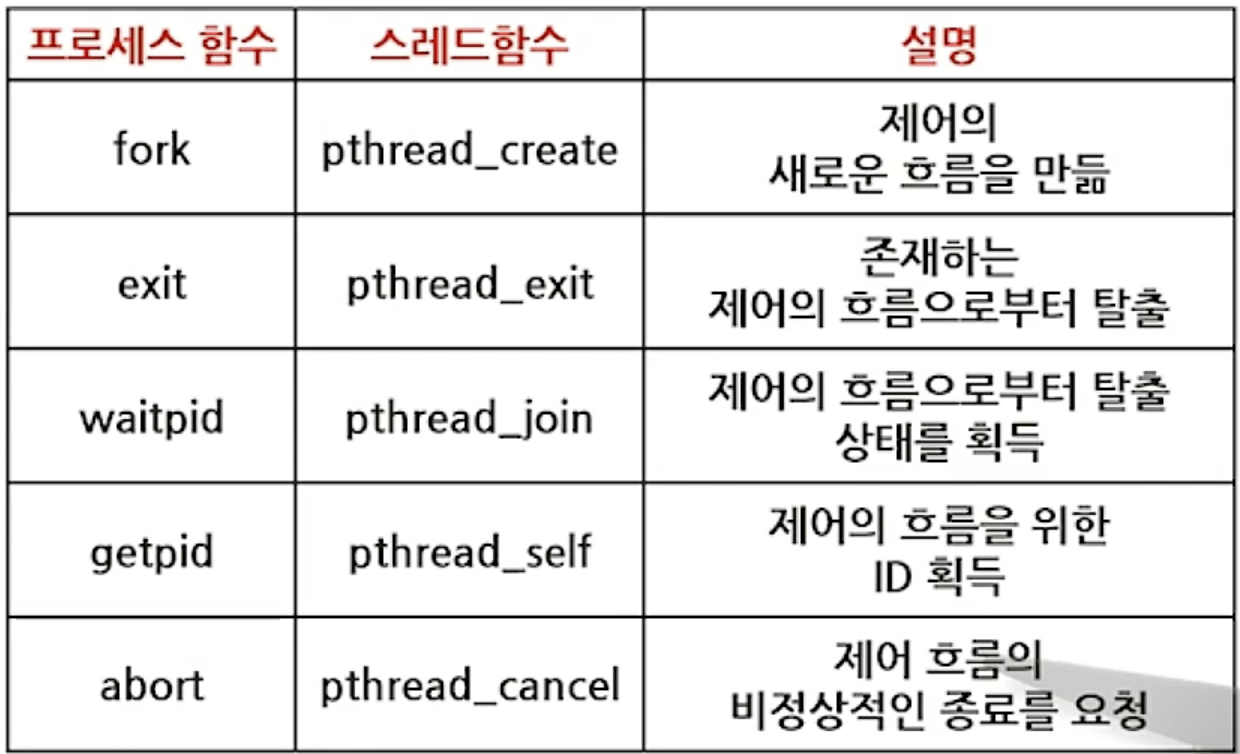 프로세스 함수 스레드함수 설명
fork pthread_create 제어의
새로운 흐름을 만듦
exit pthread_exit 존재하는
제어의 흐름으로부터 탈출
waitpid pthread_join 제어의 흐름으로부터 탈출
상태를 획득
getpid pthread_self 제어의 흐름을 위한
ID 획득
abort pthread_cancel 제어 흐름의
비정상적인 종료를 요청